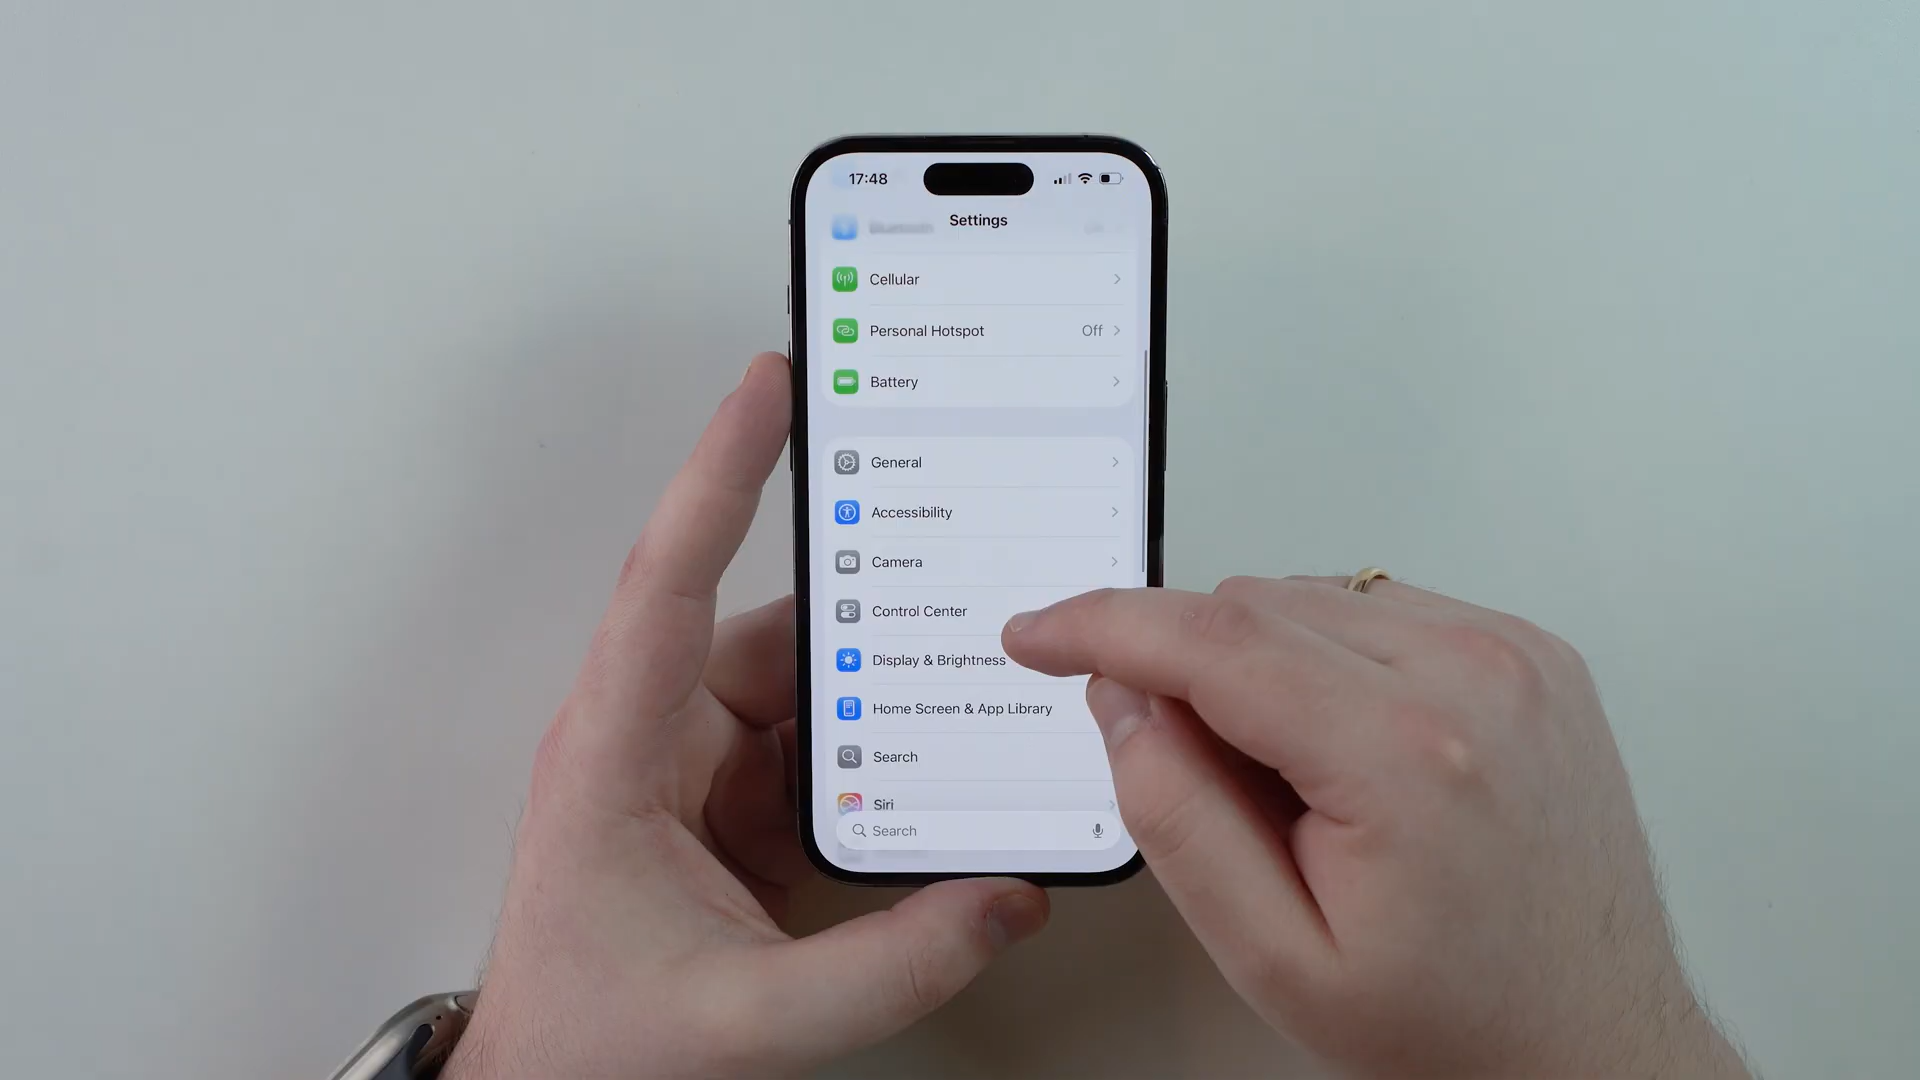 17:48
Settings
Bluetooth
Cellular
Personal Hotspot Off
Battery
General
Accessibility
Camera
Control Center
Display & Brightness
Home Screen & App Library
Search
Siri
Search